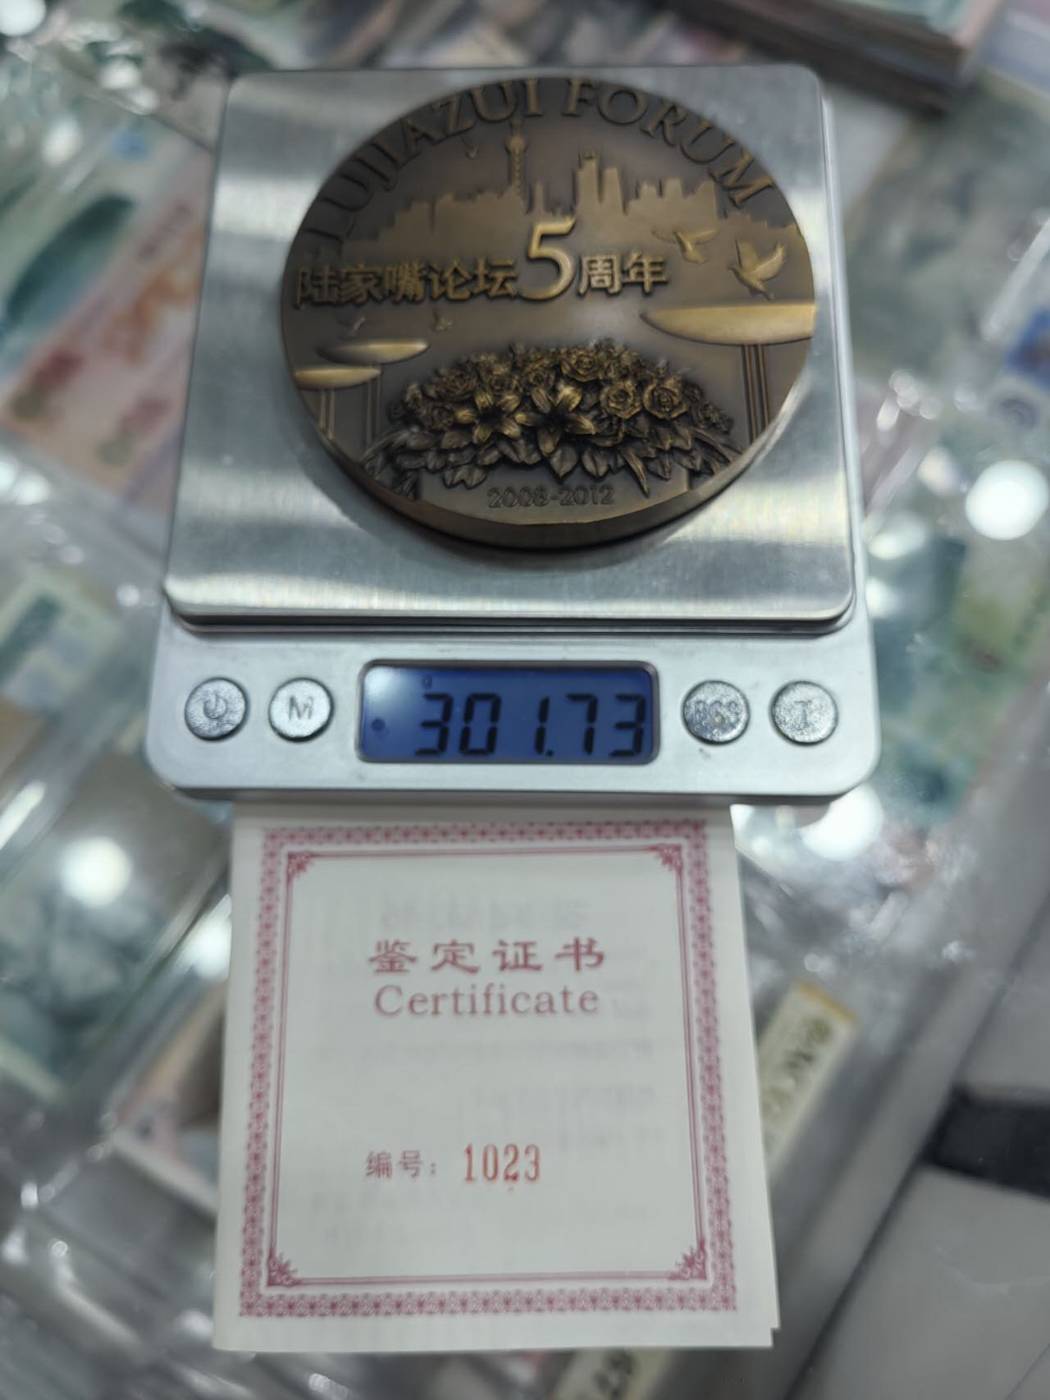 LUJIAZUI FORUM
陆家嘴论坛5周年
2008-2012
M
g
301.73
PCS
T
鉴定证书
Certificate
编号：1023